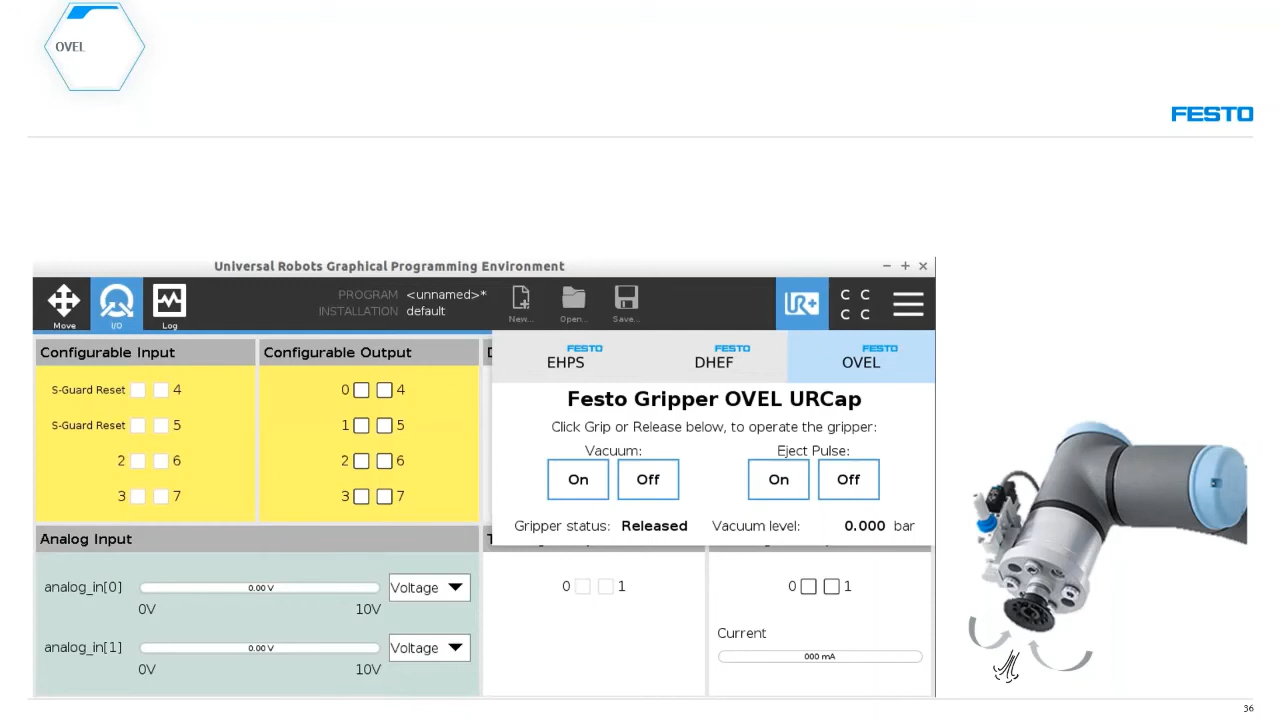 OVEL
FESTO
Universal Robots Graphical Programming Environment
Move
I/O
Log
PROGRAM <unnamed>*
INSTALLATION default
New...
Open...
Save...
UR+
C C
C C
Configurable Input
Configurable Output
D
S-Guard Reset 4
S-Guard Reset 5
2 6
3 7
0 4
1 5
2 6
3 7
FESTO
EHPS
FESTO
DHEF
FESTO
OVEL
Festo Gripper OVEL URCap
Click Grip or Release below, to operate the gripper:
Vacuum:
On Off
Eject Pulse:
On Off
Gripper status: Released
Vacuum level: 0.000 bar
Analog Input
analog_in[0] 0.00 V Voltage
0V 10V
analog_in[1] 0.00 V Voltage
0V 10V
0 1
0 1
Current
000 mA
36